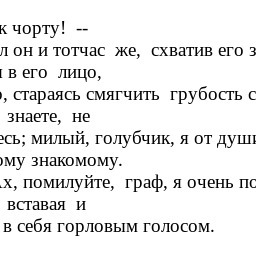 к чорту!  --
л он и тотчас  же,  схватив его з
 в его  лицо,
, стараясь смягчить  грубость с
 знаете,  не
есь; милый, голубчик, я от души
ому знакомому.
х, помилуйте,  граф, я очень по
 вставая  и
 в себя горловым голосом.